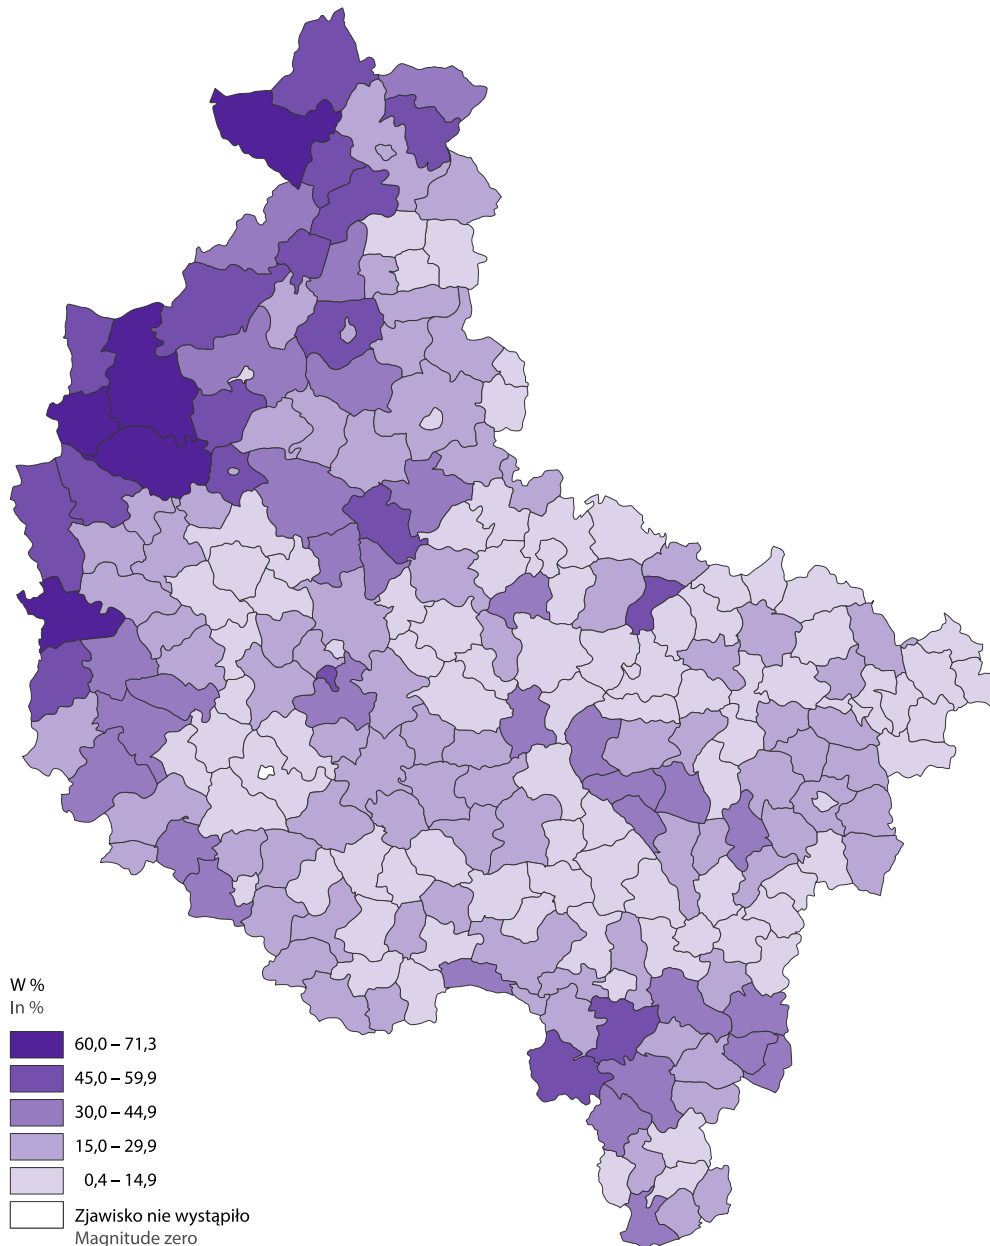 W %
In %
60,0 – 71,3
45,0 – 59,9
30,0 – 44,9
15,0 – 29,9
0,4 – 14,9
Zjawisko nie wystąpiło
Magnitude zero